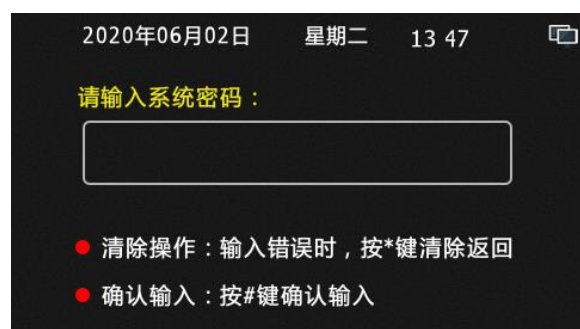 2020年06月02日 星期二 13 47
请输入系统密码：
清除操作：输入错误时，按*键清除返回
确认输入：按#键确认输入